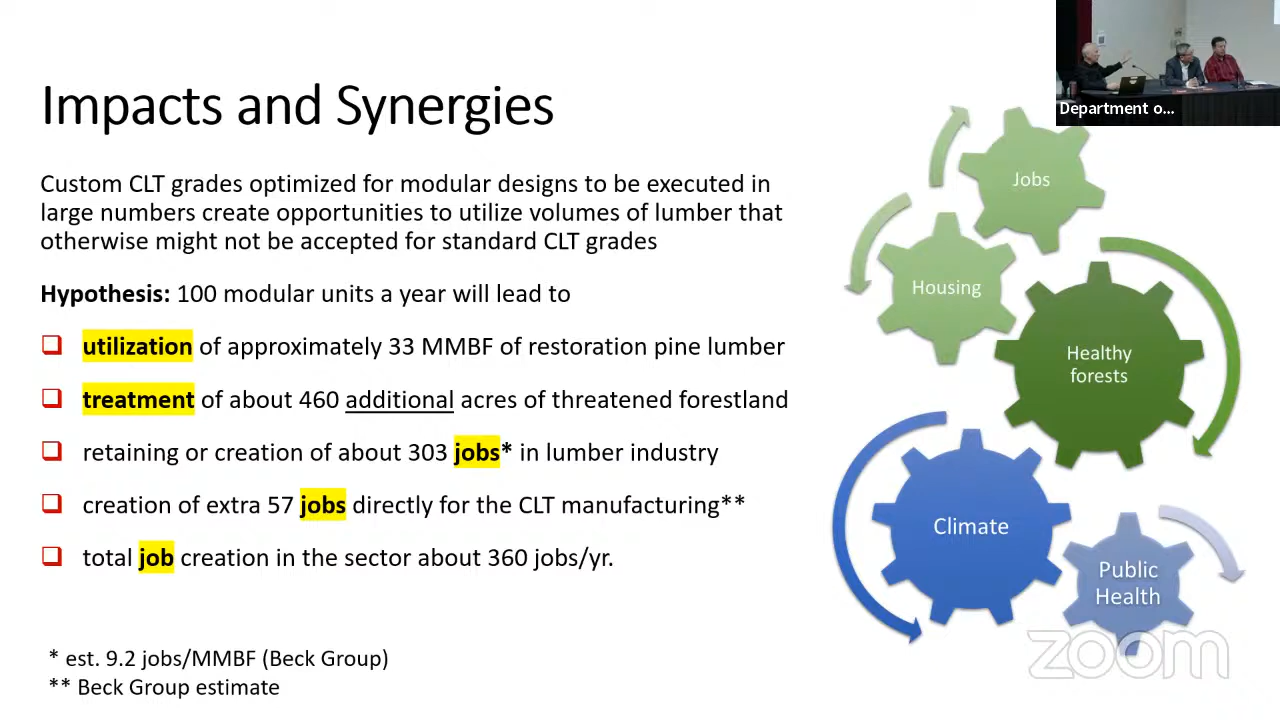 Impacts and Synergies
Custom CLT grades optimized for modular designs to be executed in
large numbers create opportunities to utilize volumes of lumber that
otherwise might not be accepted for standard CLT grades
Hypothesis: 100 modular units a year will lead to
utilization of approximately 33 MMBF of restoration pine lumber
treatment of about 460 additional acres of threatened forestland
retaining or creation of about 303 jobs* in lumber industry
creation of extra 57 jobs directly for the CLT manufacturing**
total job creation in the sector about 360 jobs/yr.
* est. 9.2 jobs/MMBF (Beck Group)
** Beck Group estimate
Department o...
Jobs
Housing
Healthy
forests
Climate
Public
Health
zoom